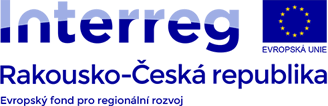 Interreg
EVROPSKÁ UNIE
Rakousko-Česká republika
Evropský fond pro regionální rozvoj